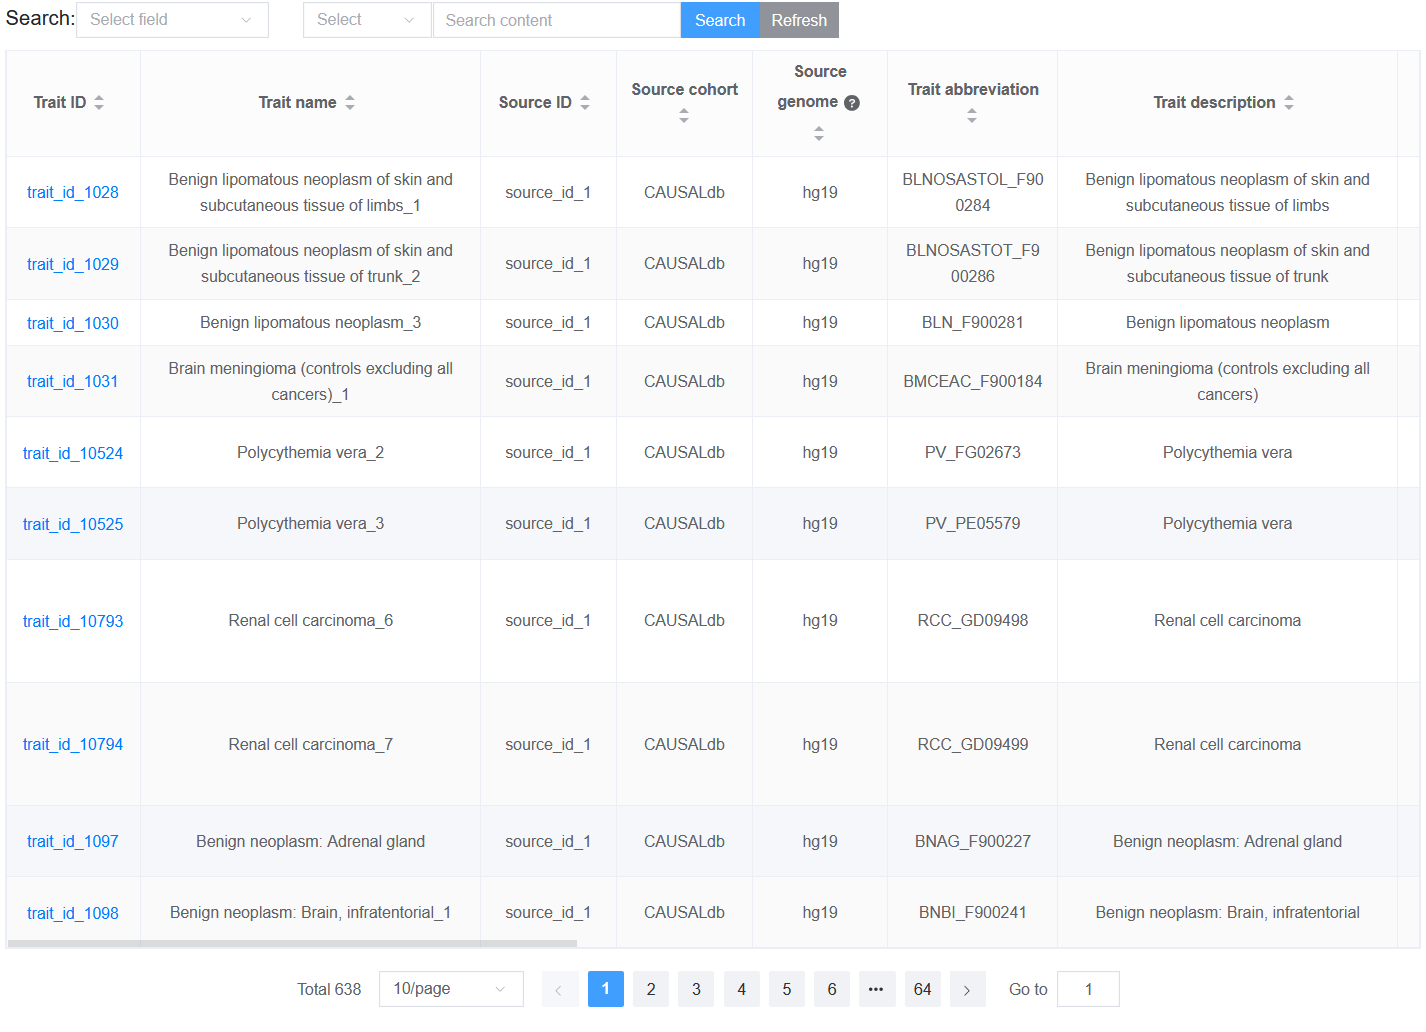 Search: Select field Select Search content Search Refresh
Trait ID Trait name Source ID Source cohort Source genome ? Trait abbreviation Trait description
trait_id_1028 Benign lipomatous neoplasm of skin and subcutaneous tissue of limbs_1 source_id_1 CAUSALdb hg19 BLNOSASTOL_F900284 Benign lipomatous neoplasm of skin and subcutaneous tissue of limbs
trait_id_1029 Benign lipomatous neoplasm of skin and subcutaneous tissue of trunk_2 source_id_1 CAUSALdb hg19 BLNOSASTOT_F900286 Benign lipomatous neoplasm of skin and subcutaneous tissue of trunk
trait_id_1030 Benign lipomatous neoplasm_3 source_id_1 CAUSALdb hg19 BLN_F900281 Benign lipomatous neoplasm
trait_id_1031 Brain meningioma (controls excluding all cancers)_1 source_id_1 CAUSALdb hg19 BMCEAC_F900184 Brain meningioma (controls excluding all cancers)
trait_id_10524 Polycythemia vera_2 source_id_1 CAUSALdb hg19 PV_FG02673 Polycythemia vera
trait_id_10525 Polycythemia vera_3 source_id_1 CAUSALdb hg19 PV_PE05579 Polycythemia vera
trait_id_10793 Renal cell carcinoma_6 source_id_1 CAUSALdb hg19 RCC_GD09498 Renal cell carcinoma
trait_id_10794 Renal cell carcinoma_7 source_id_1 CAUSALdb hg19 RCC_GD09499 Renal cell carcinoma
trait_id_1097 Benign neoplasm: Adrenal gland source_id_1 CAUSALdb hg19 BNAG_F900227 Benign neoplasm: Adrenal gland
trait_id_1098 Benign neoplasm: Brain, infratentorial_1 source_id_1 CAUSALdb hg19 BNBI_F900241 Benign neoplasm: Brain, infratentorial
Total 638 10/page < 1 2 3 4 5 6 ••• 64 > Go to 1